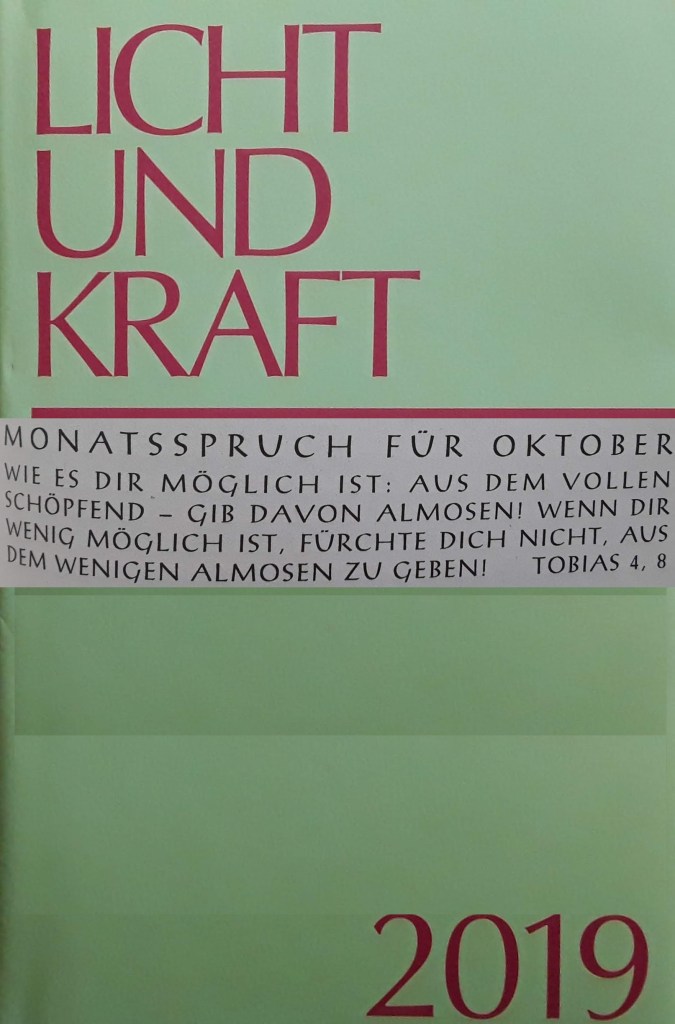 LICHT
UND
KRAFT
MONATSSPRUCH FÜR OKTOBER
WIE ES DIR MÖGLICH IST: AUS DEM VOLLEN
SCHÖPFEND – GIB DAVON ALMOSEN! WENN DIR
WENIG MÖGLICH IST, FÜRCHTE DICH NICHT, AUS
DEM WENIGEN ALMOSEN ZU GEBEN! TOBIAS 4, 8
2019